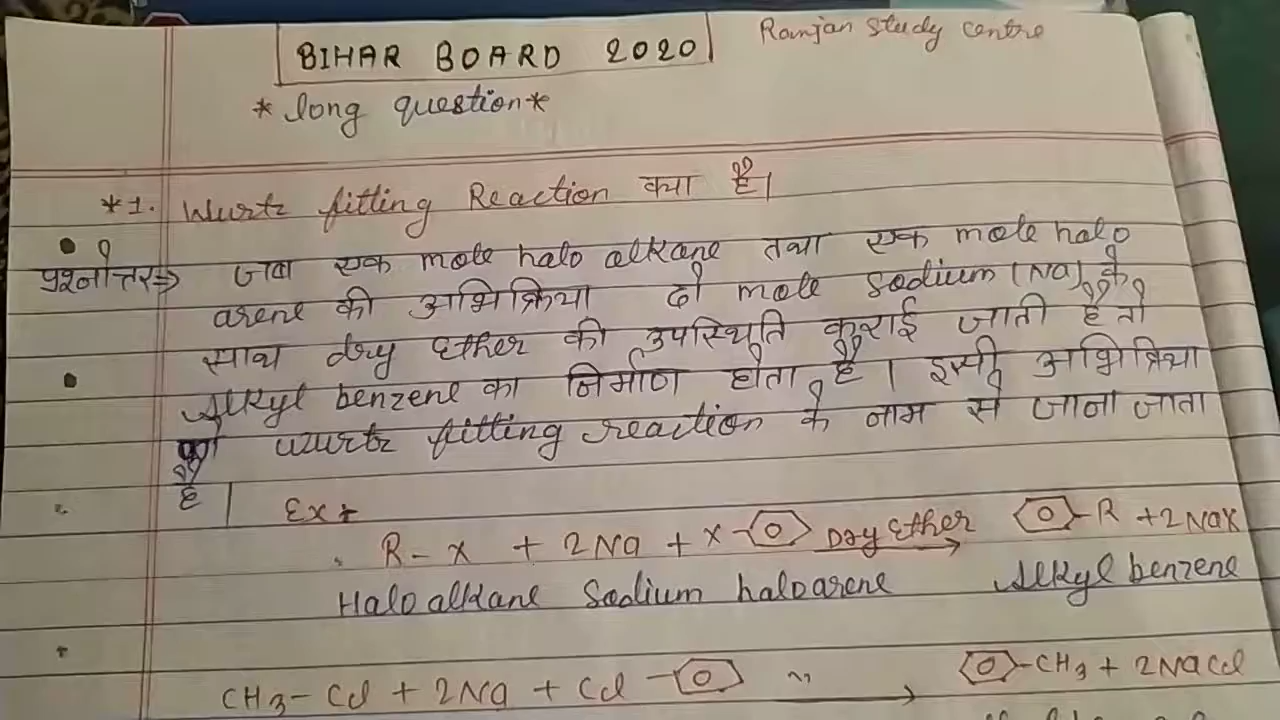 BIHAR BOARD 2020
Ranjan study centre
* long question *
*1. Wurtz fitting Reaction क्या है।
प्रश्नोत्तर⇒ जब एक mole halo alkane तथा एक mole halo
arene की अभिक्रिया दो mole sodium (Na) के
साथ dry Ether की उपस्थिति कराई जाती है तो
Alkyl benzene का निर्माण होता है। इसी अभिक्रिया
को wurtz fitting reaction के नाम से जाना जाता
है।
Ex÷
R-X + 2Na + X-⌬ Dry Ether → ⌬-R + 2NaX
Halo alkane Sodium haloarene Alkyl benzene
CH3-Cl + 2Na + Cl-⌬ ,, → ⌬-CH3 + 2NaCl